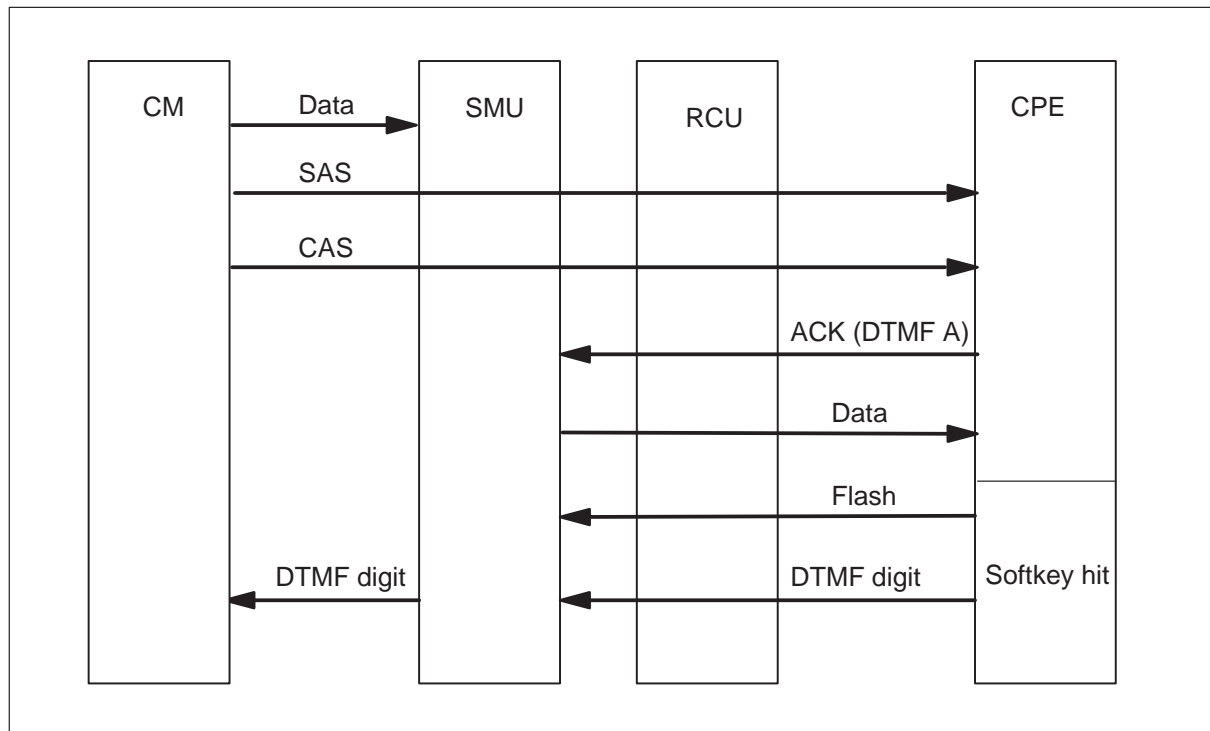 CM
Data
SMU
RCU
CPE
SAS
CAS
ACK (DTMF A)
Data
Flash
DTMF digit
DTMF digit
Softkey hit